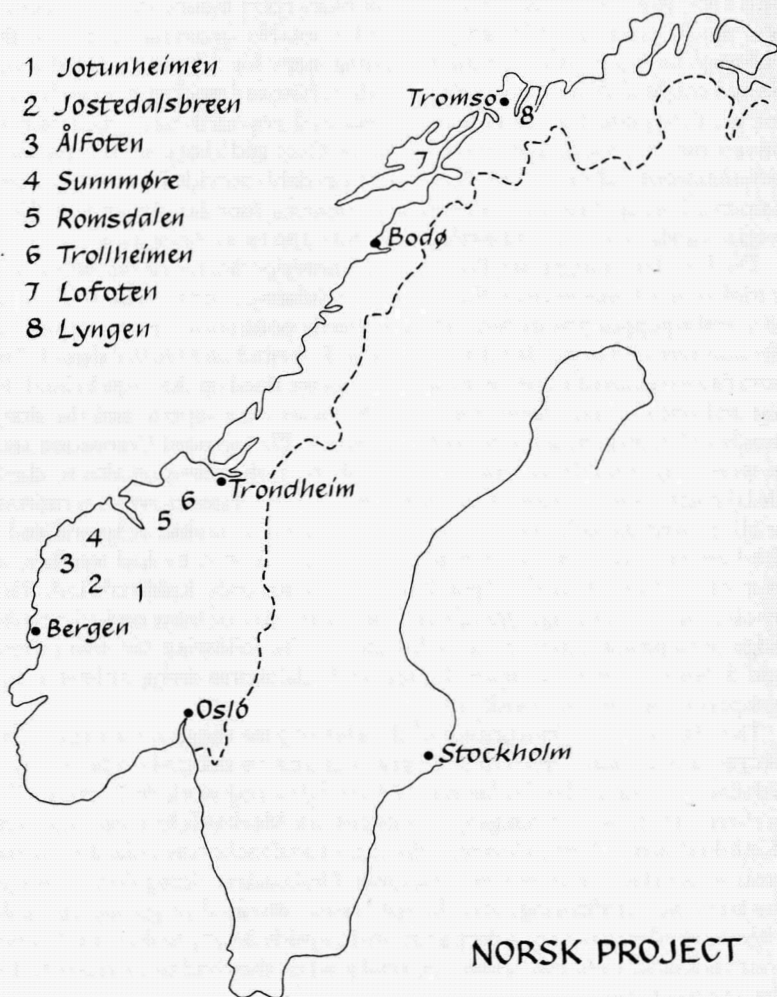 1 Jotunheimen
2 Jostedalsbreen
3 Ålfoten
4 Sunnmøre
5 Romsdalen
6 Trollheimen
7 Lofoten
8 Lyngen
Tromsø
8
7
Bodø
Trondheim
6
5
4
3
2
1
Bergen
Oslo
Stockholm
NORSK PROJECT